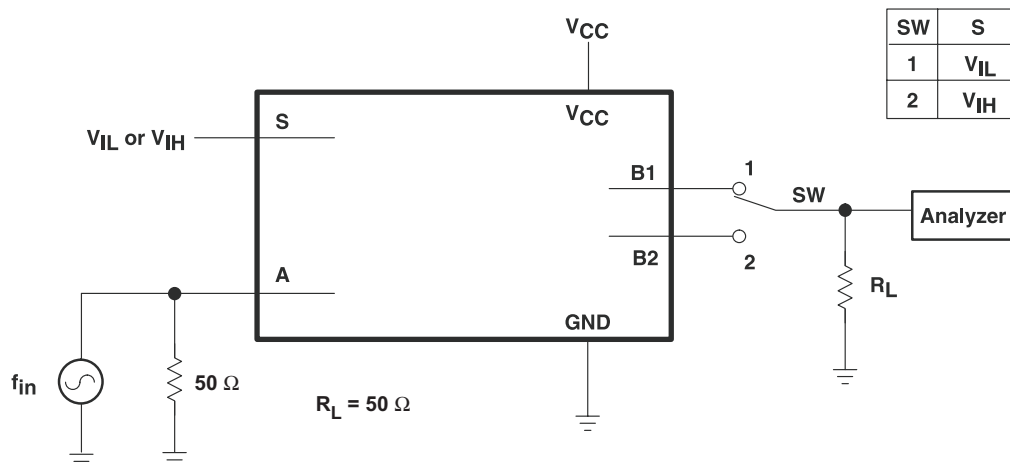 VCC
SW S
1 VIL
2 VIH
S
VCC
VIL or VIH
B1
1
SW
Analyzer
B2
2
A
RL
GND
fin
50 Ω
RL = 50 Ω